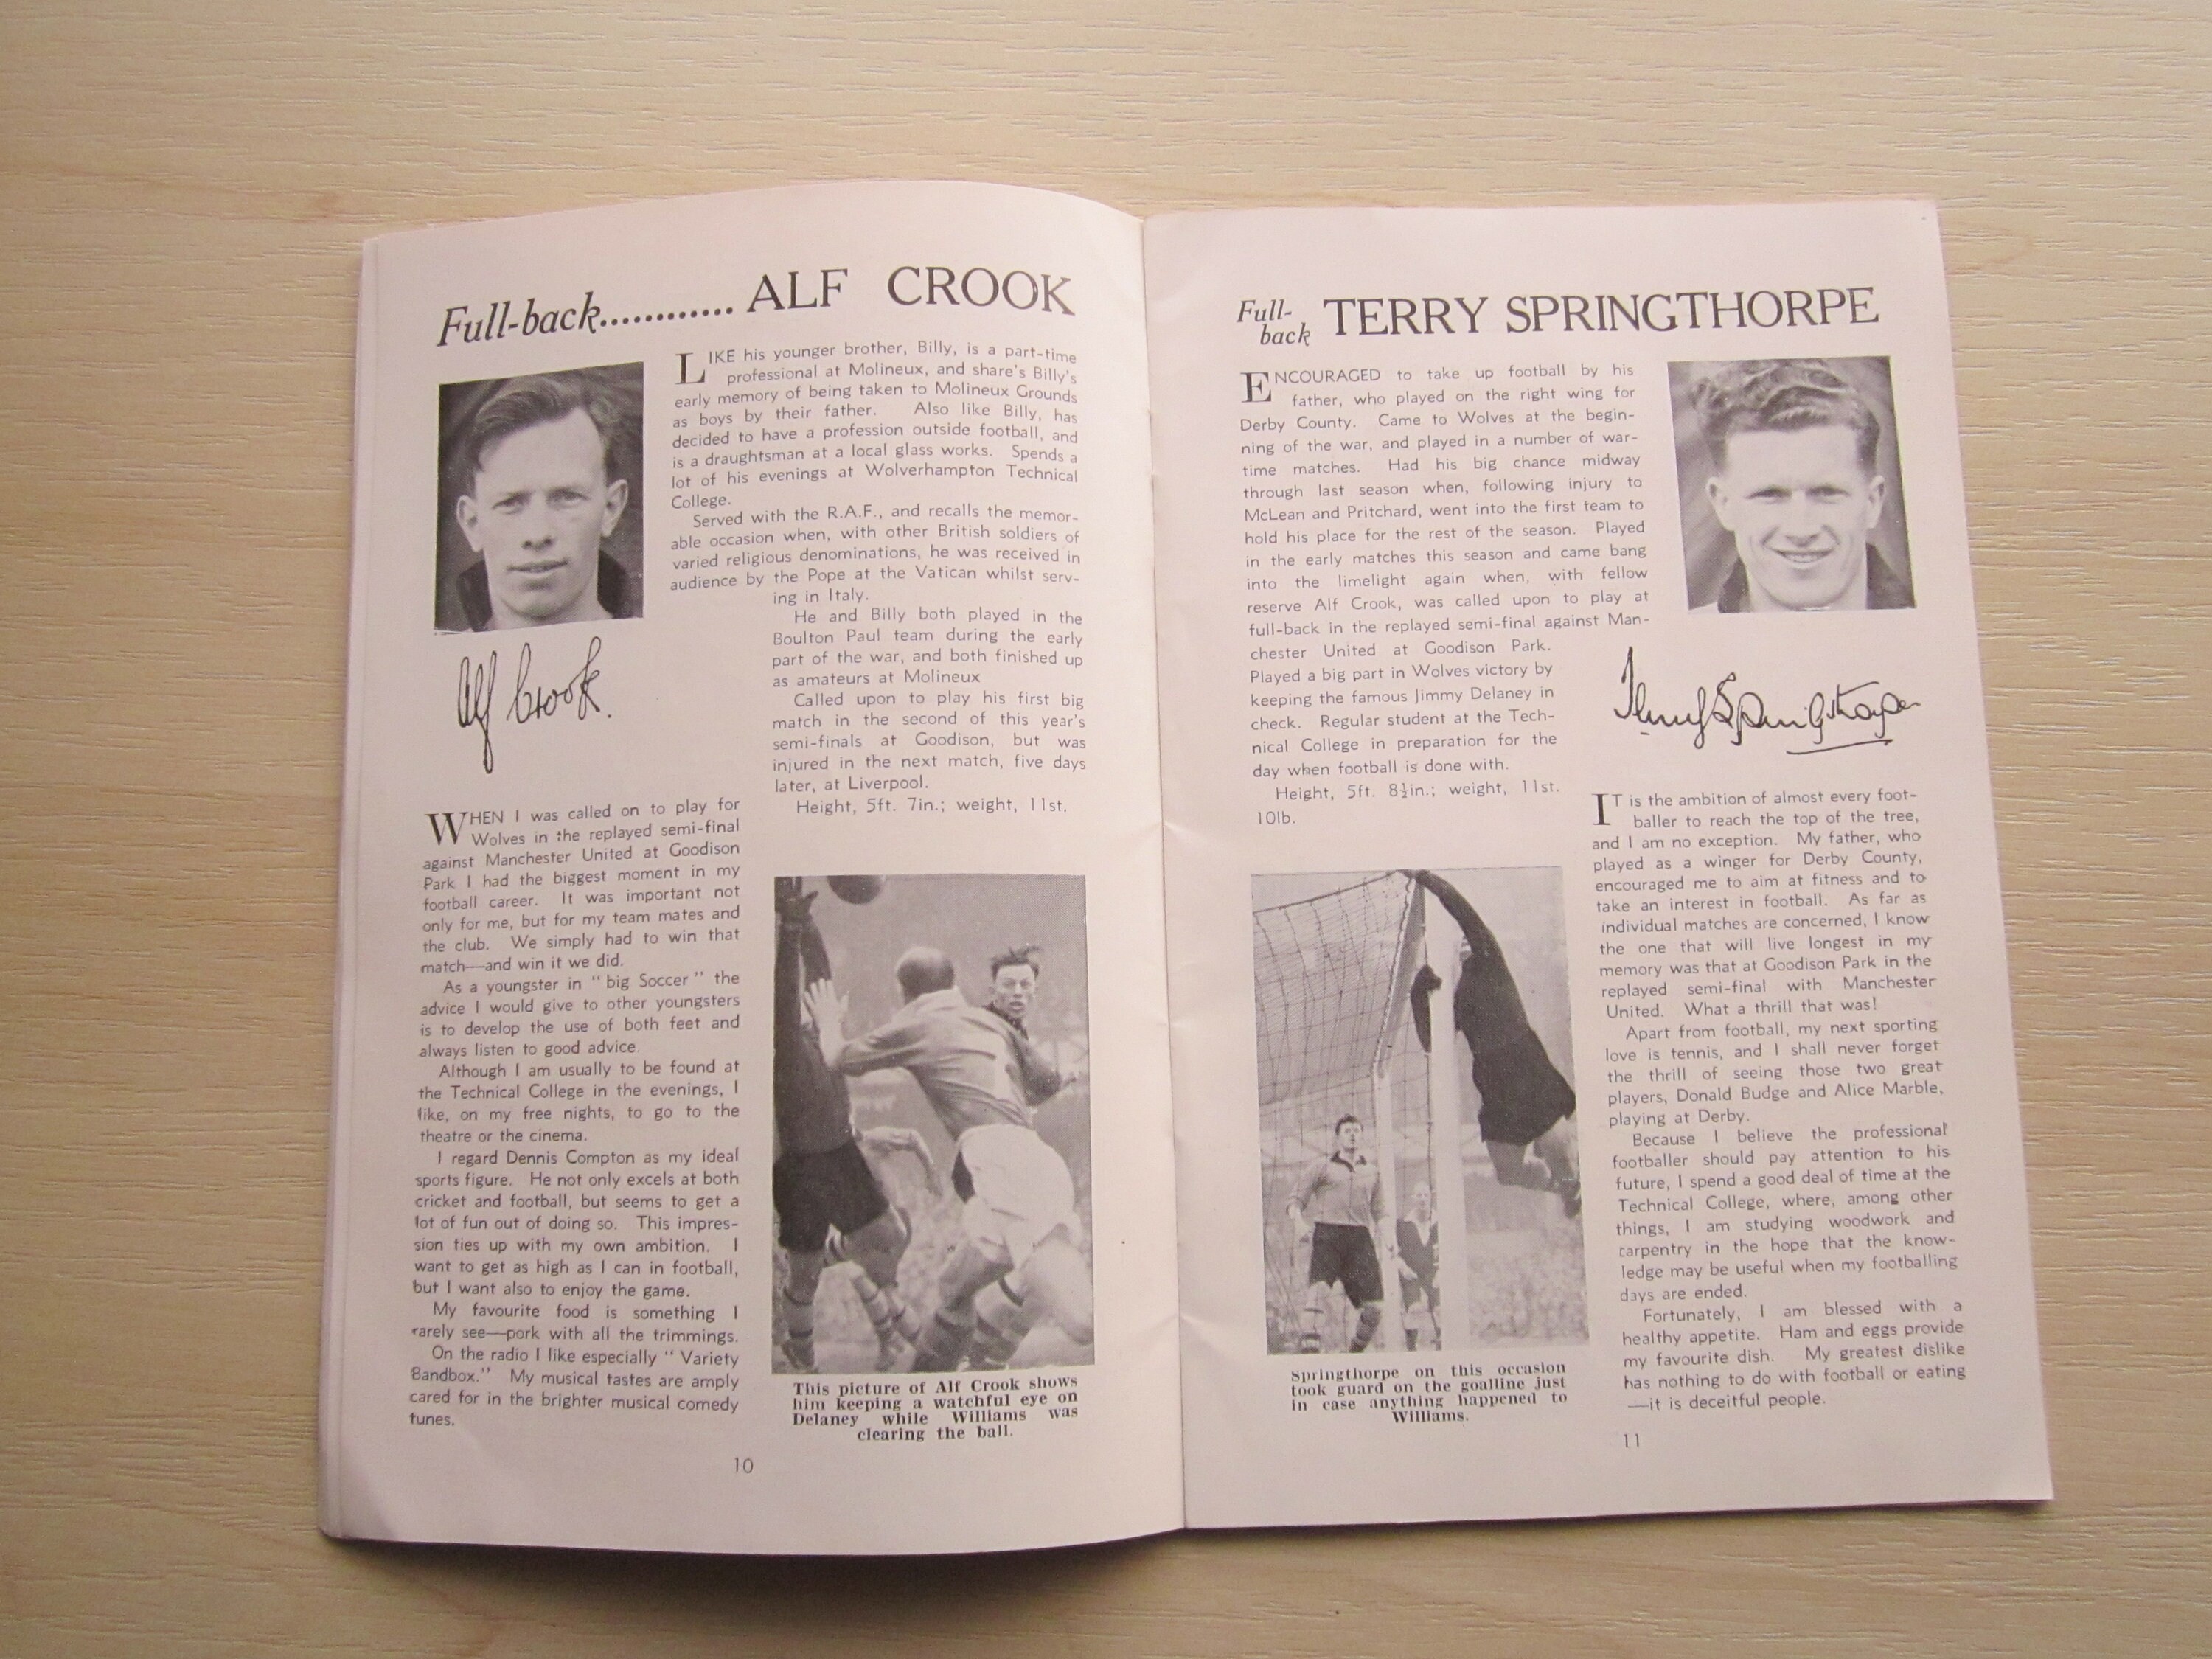 Full-back............ ALF CROOK
LIKE his younger brother, Billy, is a part-time
professional at Molineux, and share's Billy's
early memory of being taken to Molineux Grounds
as boys by their father. Also like Billy, has
decided to have a profession outside football, and
is a draughtsman at a local glass works. Spends a
lot of his evenings at Wolverhampton Technical
College.
Served with the R.A.F., and recalls the memor-
able occasion when, with other British soldiers of
varied religious denominations, he was received in
audience by the Pope at the Vatican whilst serv-
ing in Italy.
He and Billy both played in the
Boulton Paul team during the early
part of the war, and both finished up
as amateurs at Molineux
Called upon to play his first big
match in the second of this year's
semi-finals at Goodison, but was
injured in the next match, five days
later, at Liverpool.
Height, 5ft. 7in.; weight, 11st.
Alf Crook.
WHEN I was called on to play for
Wolves in the replayed semi-final
against Manchester United at Goodison
Park I had the biggest moment in my
football career. It was important not
only for me, but for my team mates and
the club. We simply had to win that
match—and win it we did.
As a youngster in "big Soccer" the
advice I would give to other youngsters
is to develop the use of both feet and
always listen to good advice.
Although I am usually to be found at
the Technical College in the evenings, I
like, on my free nights, to go to the
theatre or the cinema.
I regard Dennis Compton as my ideal
sports figure. He not only excels at both
cricket and football, but seems to get a
lot of fun out of doing so. This impres-
sion ties up with my own ambition. I
want to get as high as I can in football,
but I want also to enjoy the game.
My favourite food is something I
rarely see—pork with all the trimmings.
On the radio I like especially "Variety
Bandbox." My musical tastes are amply
cared for in the brighter musical comedy
tunes.
This picture of Alf Crook shows
him keeping a watchful eye on
Delaney while Williams was
clearing the ball.
10
Full-
back TERRY SPRINGTHORPE
ENCOURAGED to take up football by his
father, who played on the right wing for
Derby County. Came to Wolves at the begin-
ning of the war, and played in a number of war-
time matches. Had his big chance midway
through last season when, following injury to
McLean and Pritchard, went into the first team to
hold his place for the rest of the season. Played
in the early matches this season and came bang
into the limelight again when, with fellow
reserve Alf Crook, was called upon to play at
full-back in the replayed semi-final against Man-
chester United at Goodison Park.
Played a big part in Wolves victory by
keeping the famous Jimmy Delaney in
check. Regular student at the Tech-
nical College in preparation for the
day when football is done with.
Height, 5ft. 8½in.; weight, 11st.
10lb.
Terry Springthorpe
IT is the ambition of almost every foot-
baller to reach the top of the tree,
and I am no exception. My father, who
played as a winger for Derby County,
encouraged me to aim at fitness and to
take an interest in football. As far as
individual matches are concerned, I know
the one that will live longest in my
memory was that at Goodison Park in the
replayed semi-final with Manchester
United. What a thrill that was!
Apart from football, my next sporting
love is tennis, and I shall never forget
the thrill of seeing those two great
players, Donald Budge and Alice Marble,
playing at Derby.
Because I believe the professional
footballer should pay attention to his
future, I spend a good deal of time at the
Technical College, where, among other
things, I am studying woodwork and
carpentry in the hope that the know-
ledge may be useful when my footballing
days are ended.
Fortunately, I am blessed with a
healthy appetite. Ham and eggs provide
my favourite dish. My greatest dislike
has nothing to do with football or eating
—it is deceitful people.
Springthorpe on this occasion
took guard on the goalline just
in case anything happened to
Williams.
11